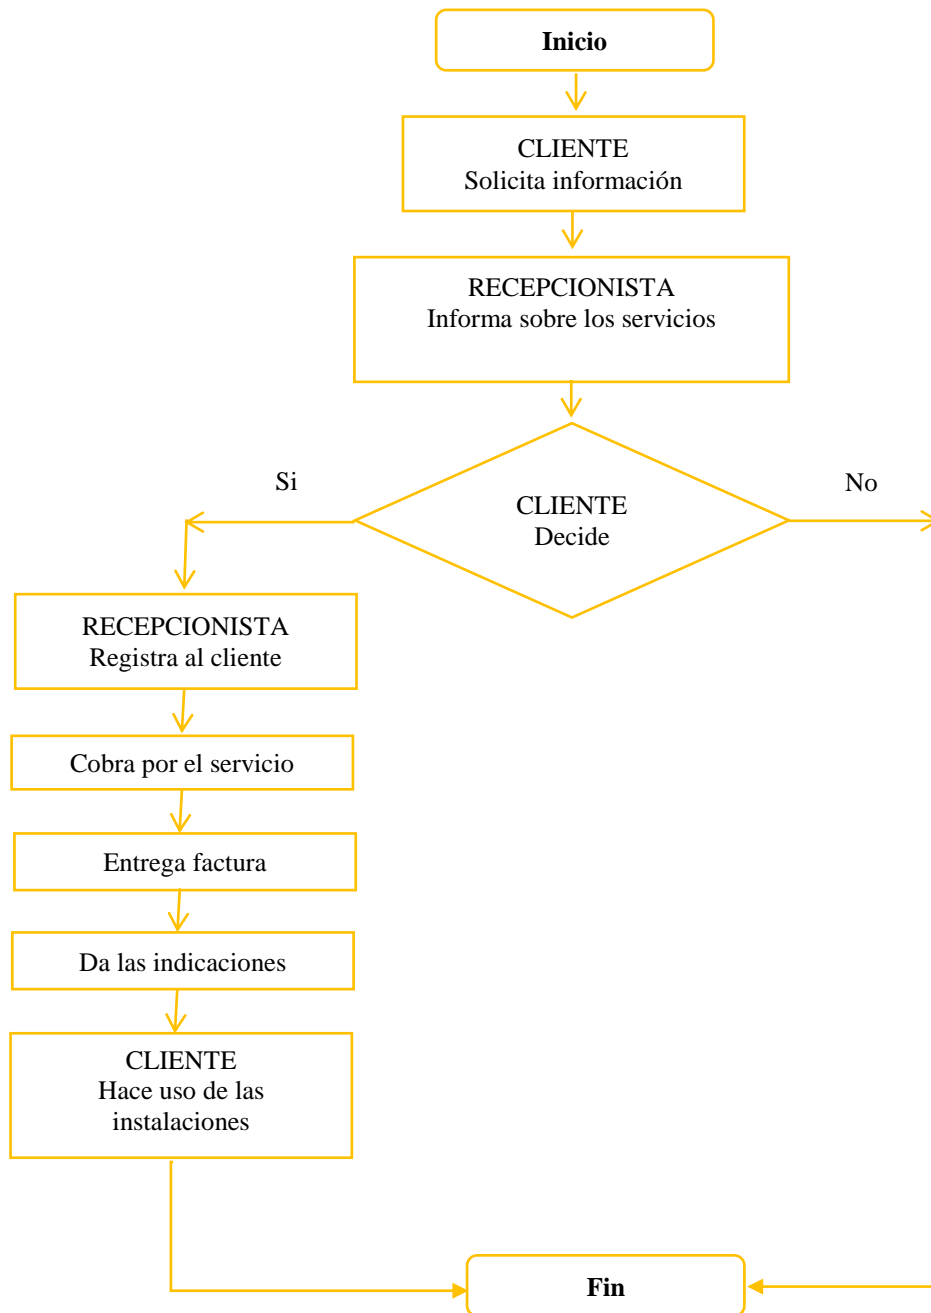 Inicio
CLIENTE
Solicita información
RECEPCIONISTA
Informa sobre los servicios
Si
No
CLIENTE
Decide
RECEPCIONISTA
Registra al cliente
Cobra por el servicio
Entrega factura
Da las indicaciones
CLIENTE
Hace uso de las
instalaciones
Fin